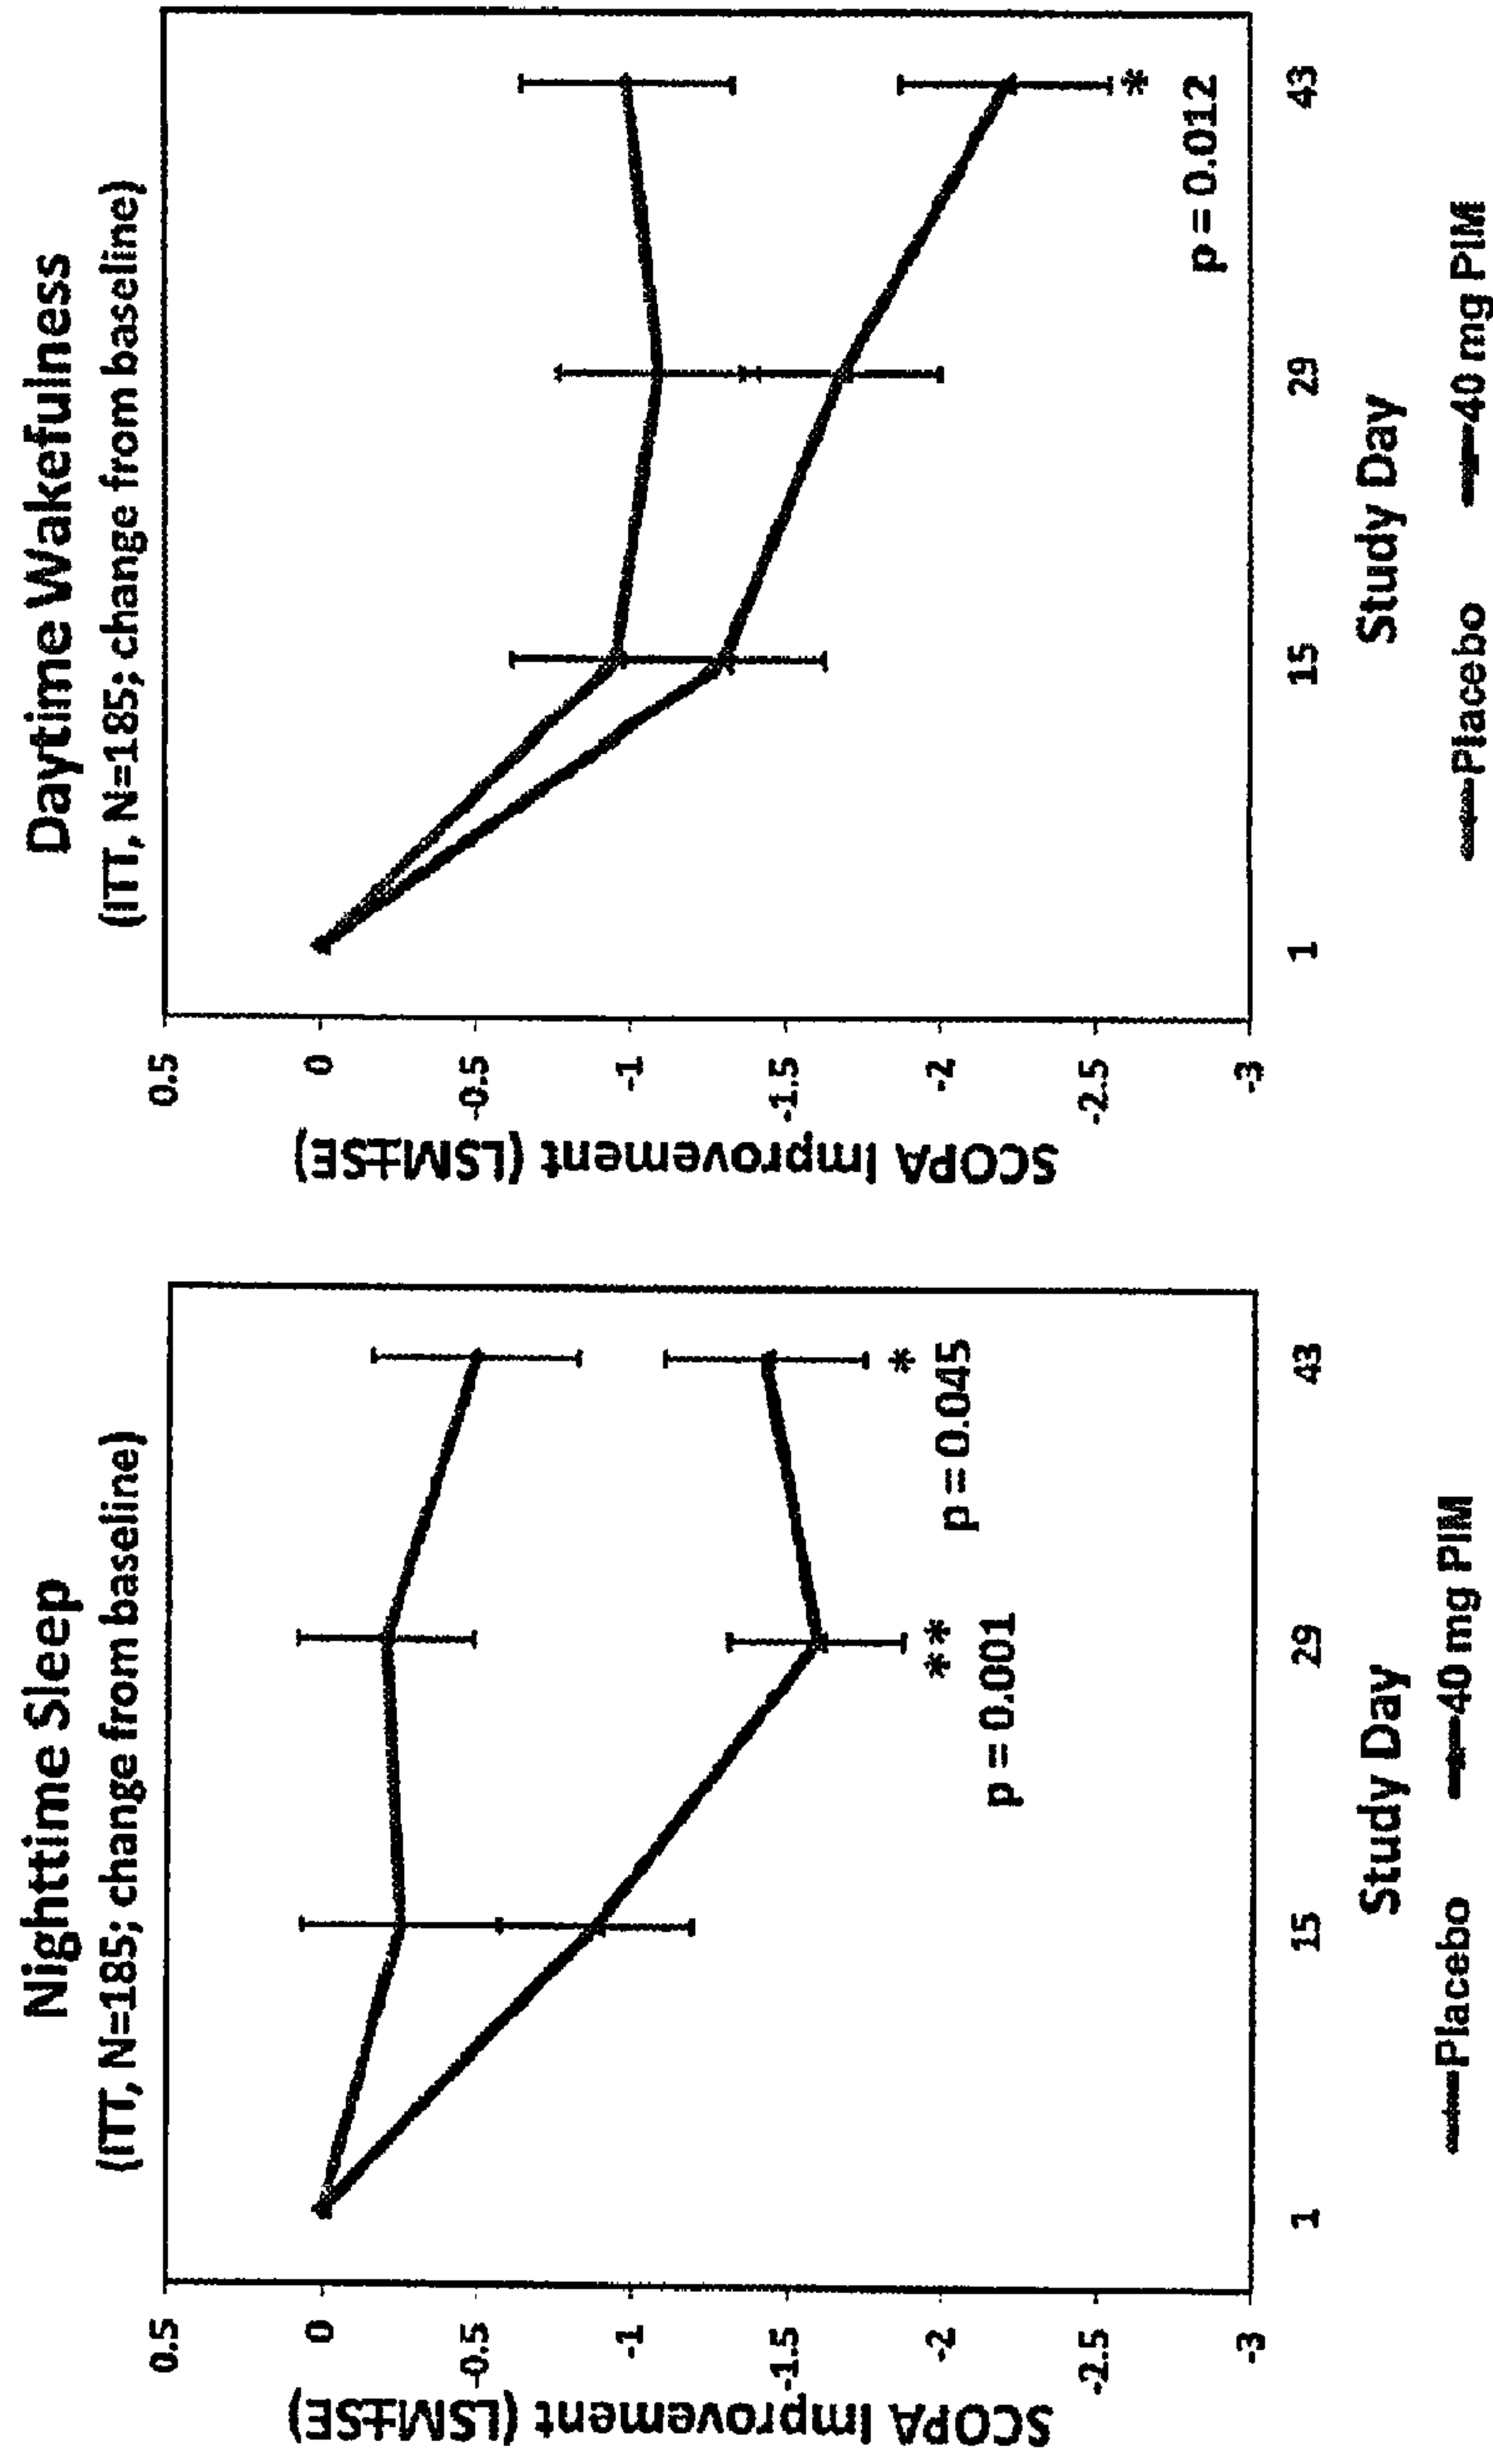 Nighttime Sleep
(ITT, N=185; change from baseline)
SCOPA Improvement (LSM±SE)
0.5
0
-0.5
-1
-1.5
-2
-2.5
-3
**
p = 0.001
*
p = 0.045
1 15 29 43
Study Day
Placebo 40 mg PIM
Daytime Wakefulness
(ITT, N=185; change from baseline)
SCOPA Improvement (LSM±SE)
0.5
0
-0.5
-1
-1.5
-2
-2.5
-3
*
p = 0.012
1 15 29 43
Study Day
Placebo 40 mg PIM